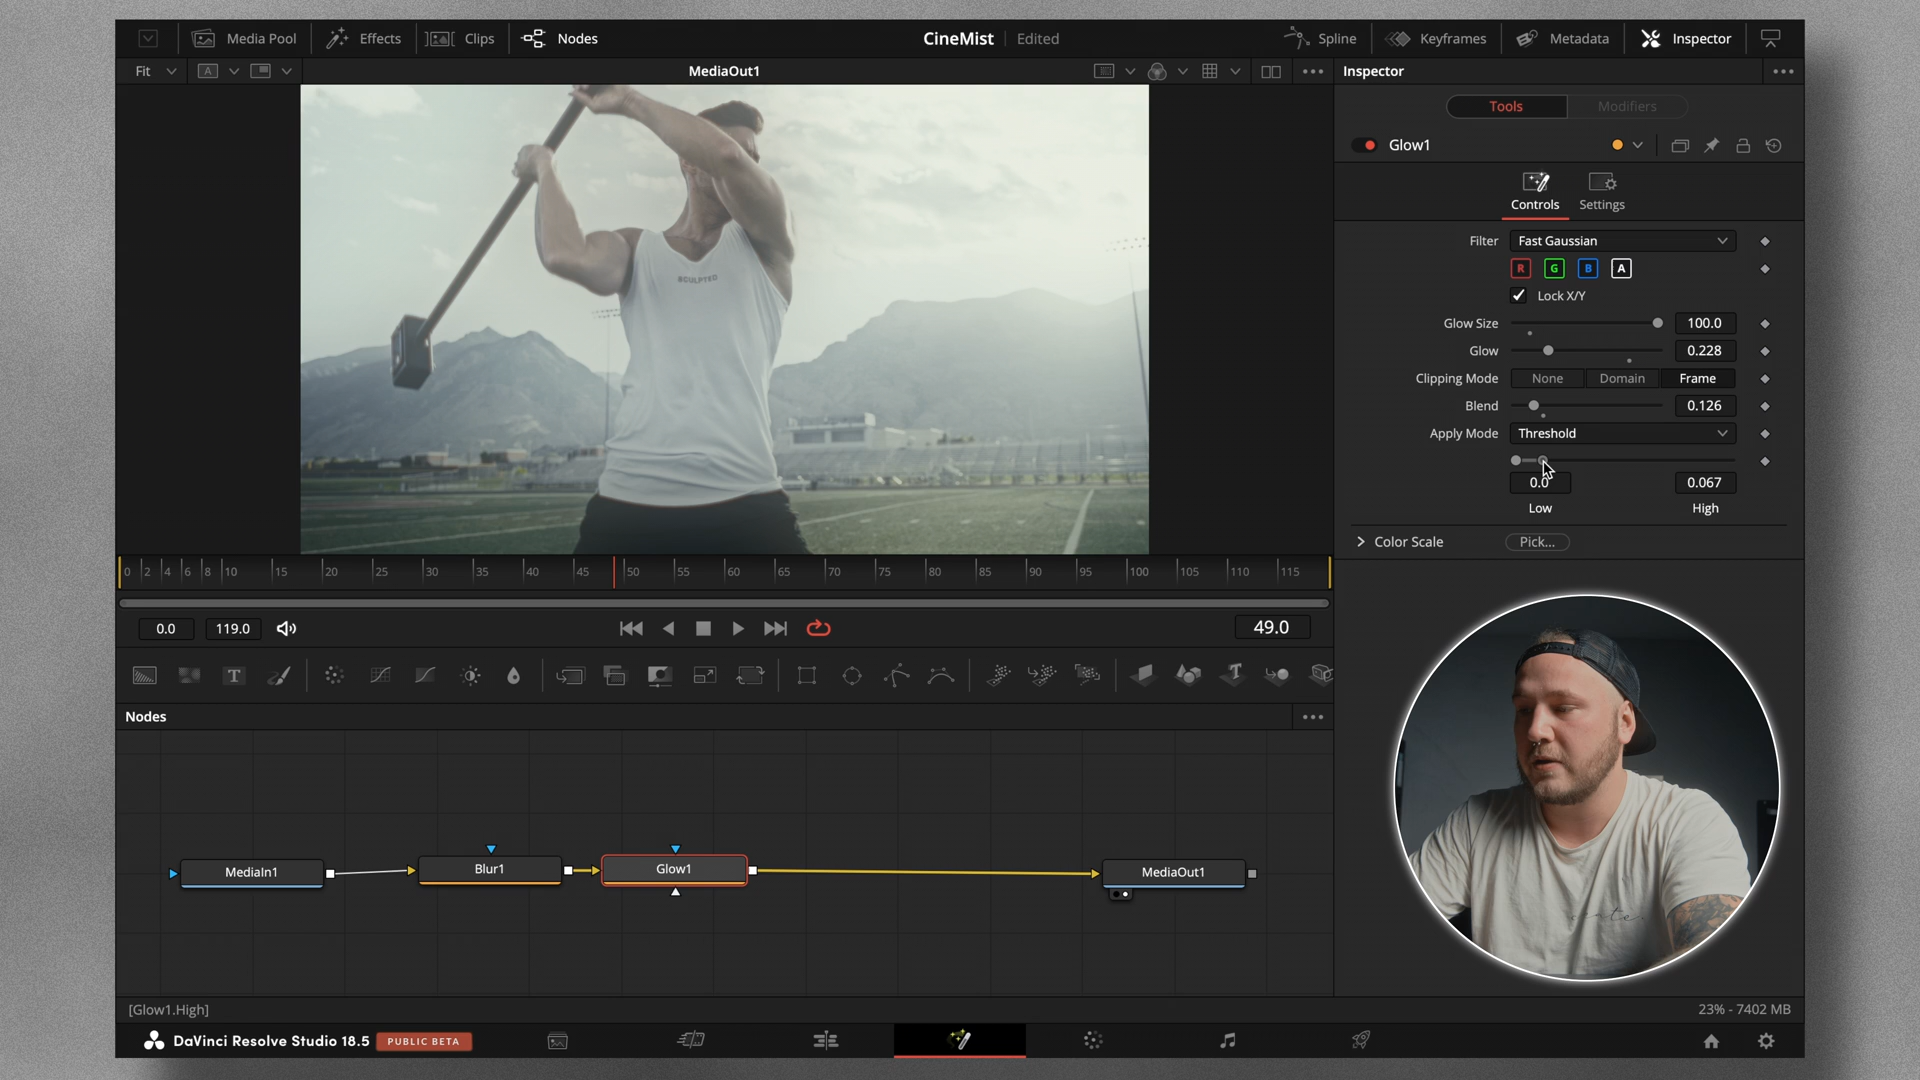 Media Pool Effects Clips Nodes CineMist Edited Spline Keyframes Metadata Inspector
Fit A MediaOut1 Inspector
Tools Modifiers
Glow1
Controls Settings
Filter Fast Gaussian
R G B A
Lock X/Y
Glow Size 100.0
Glow 0.228
Clipping Mode None Domain Frame
Blend 0.126
Apply Mode Threshold
0.0 0.067
Low High
Color Scale Pick...
SCULPTED
0 2 4 6 8 10 15 20 25 30 35 40 45 50 55 60 65 70 75 80 85 90 95 100 105 110 115
0.0 119.0 49.0
T T
Nodes
MediaIn1 Blur1 Glow1 MediaOut1
[Glow1.High] 23% - 7402 MB
DaVinci Resolve Studio 18.5 PUBLIC BETA